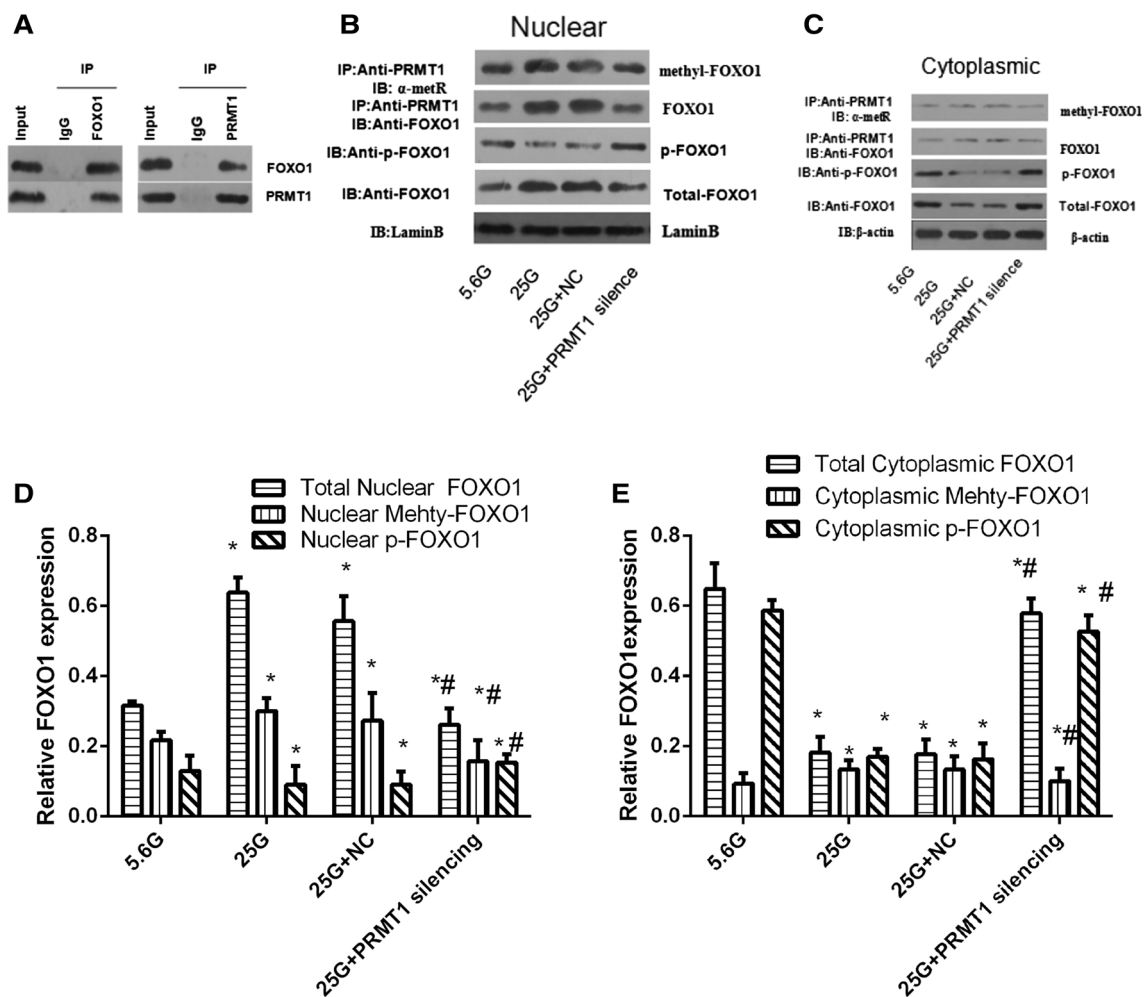 A
IP
Input
IgG
FOXO1
IP
Input
IgG
PRMT1
FOXO1
PRMT1
B
Nuclear
IP:Anti-PRMT1
IB: α-metR
methyl-FOXO1
IP:Anti-PRMT1
IB:Anti-FOXO1
FOXO1
IB:Anti-p-FOXO1
p-FOXO1
IB:Anti-FOXO1
Total-FOXO1
IB:LaminB
LaminB
5.6G
25G
25G+NC
25G+PRMT1 silence
C
Cytoplasmic
IP:Anti-PRMT1
IB: α-metR
methyl-FOXO1
IP:Anti-PRMT1
IB:Anti-FOXO1
FOXO1
IB:Anti-p-FOXO1
p-FOXO1
IB:Anti-FOXO1
Total-FOXO1
IB:β-actin
β-actin
5.6G
25G
25G+NC
25G+PRMT1 silence
D
Total Nuclear FOXO1
Nuclear Mehty-FOXO1
Nuclear p-FOXO1
Relative FOXO1 expression
0.8
0.6
0.4
0.2
0.0
* * *
* * *
*# *# *#
5.6G
25G
25G+NC
25G+PRMT1 silencing
E
Total Cytoplasmic FOXO1
Cytoplasmic Mehty-FOXO1
Cytoplasmic p-FOXO1
Relative FOXO1expression
0.8
0.6
0.4
0.2
0.0
* * *
* * *
*# *# * #
5.6G
25G
25G+NC
25G+PRMT1 silencing